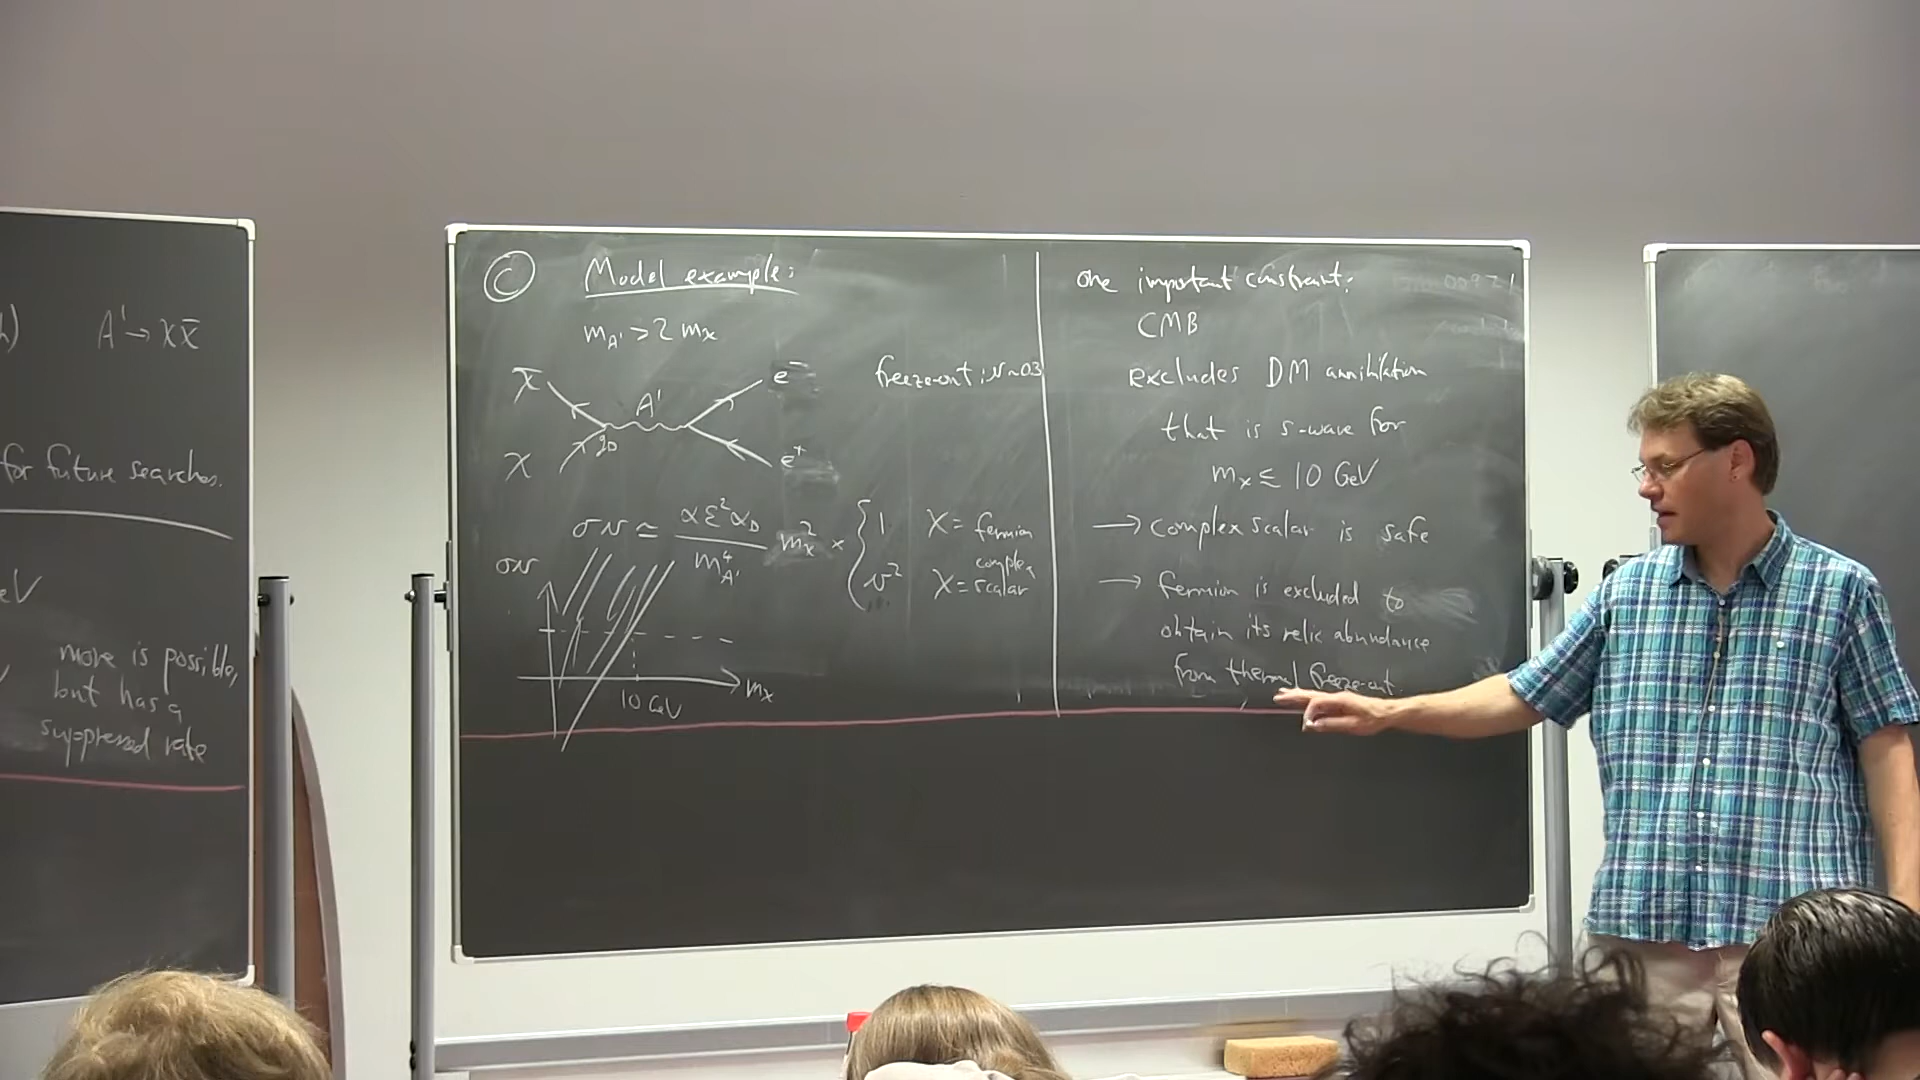 A' → χχ̄
for future searches.
eV
more is possible,
but has a
suppressed rate
Ⓒ Model example:
m_A' > 2 m_χ
χ̄
χ
g_D
A'
e⁻
e⁺
freeze-out: v ~ 0.3
σv ≃ αε²α_D / m_A'⁴ m_χ² × { 1 χ = fermion
v² χ = complex scalar
σv
10 GeV
m_χ
one important constraint:
CMB
excludes DM annihilation
that is s-wave for
m_χ ≲ 10 GeV
→ complex scalar is safe
→ fermion is excluded to
obtain its relic abundance
from thermal freeze-out.